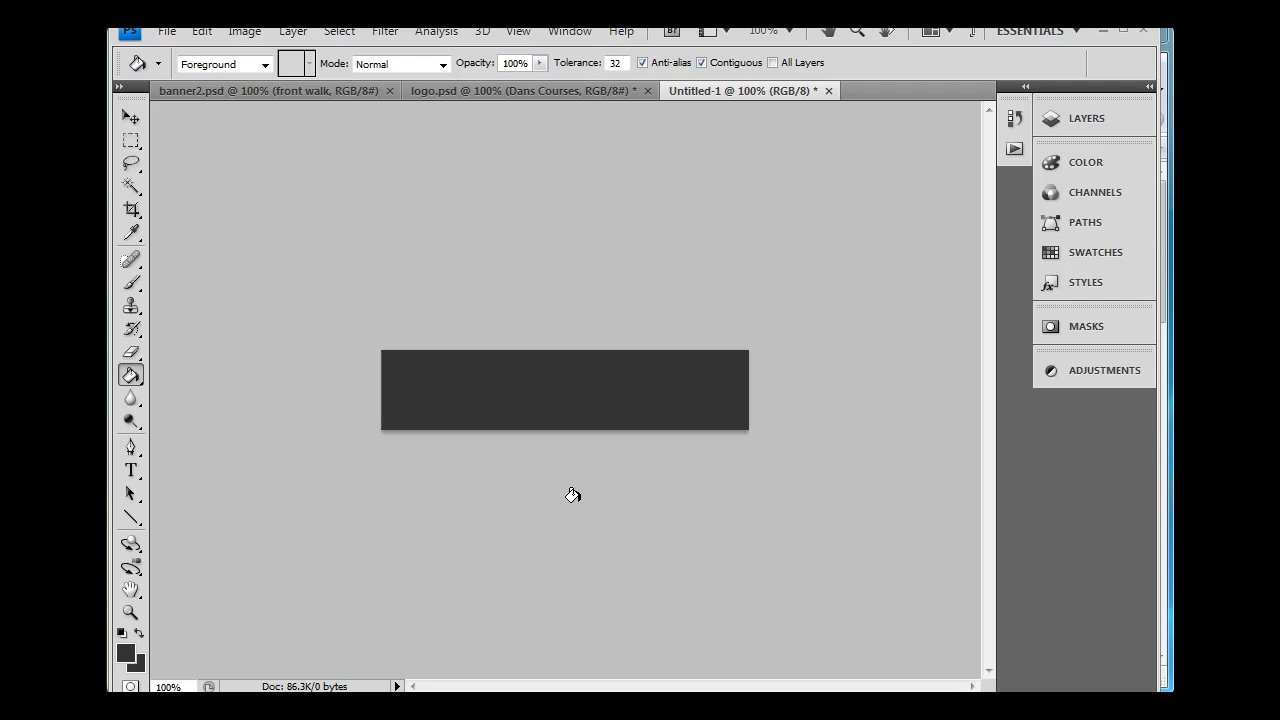 Ps File Edit Image Layer Select Filter Analysis 3D View Window Help Br 100% ESSENTIALS
Foreground Mode: Normal Opacity: 100% Tolerance: 32 Anti-alias Contiguous All Layers
banner2.psd @ 100% (front walk, RGB/8#) logo.psd @ 100% (Dans Courses, RGB/8#) * Untitled-1 @ 100% (RGB/8) *
LAYERS
COLOR
CHANNELS
PATHS
SWATCHES
STYLES
MASKS
ADJUSTMENTS
100% Doc: 86.3K/0 bytes